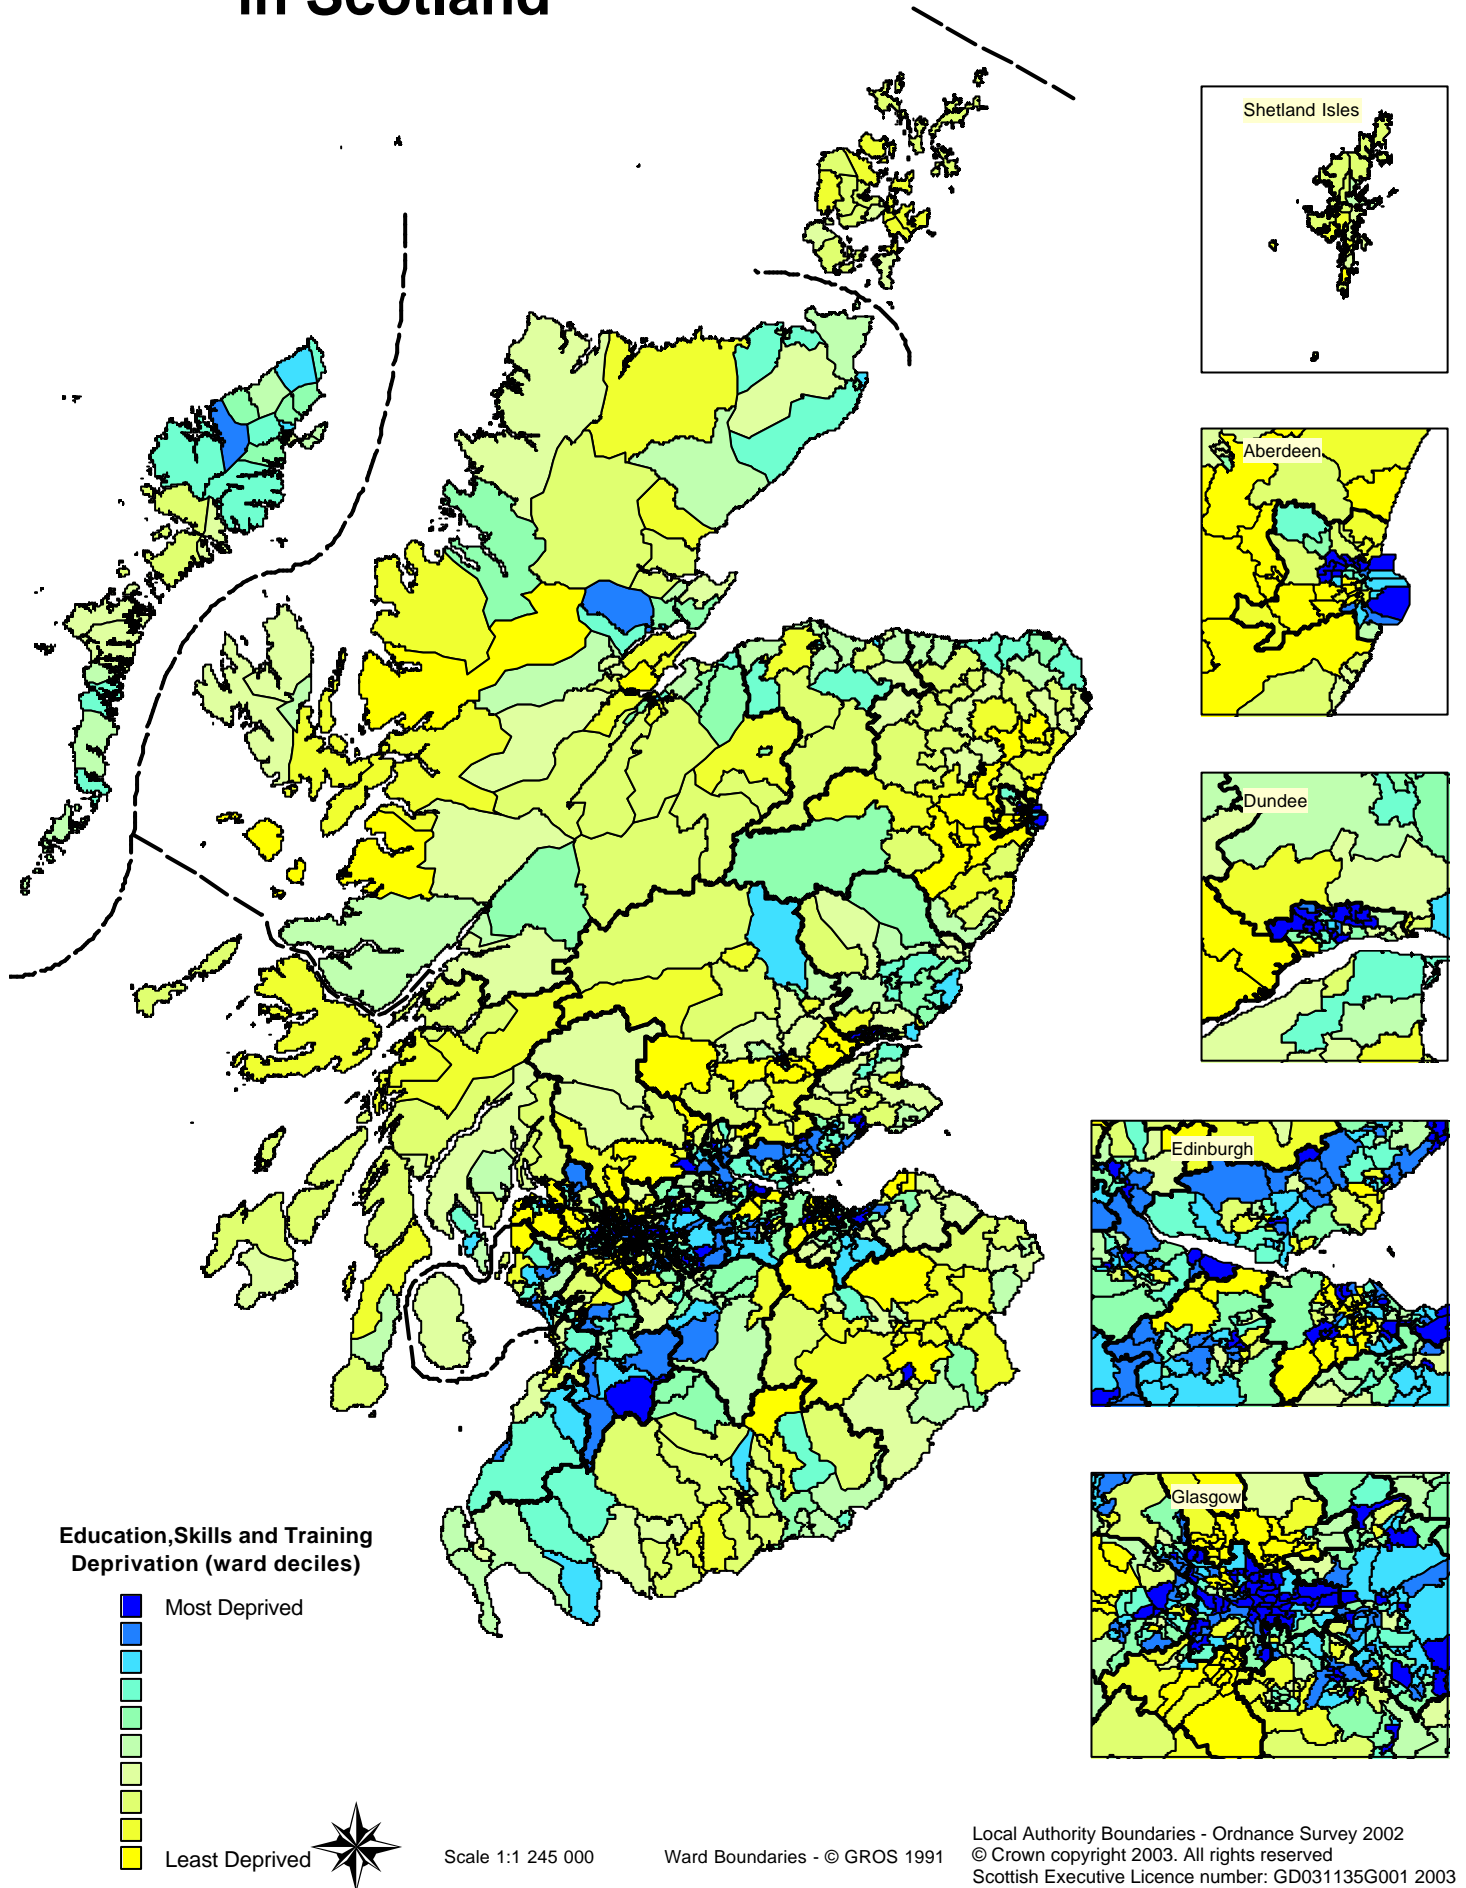 in Scotland
Shetland Isles
Aberdeen
Dundee
Edinburgh
Glasgow
Education,Skills and Training
Deprivation (ward deciles)
Most Deprived
Least Deprived
Scale 1:1 245 000
Ward Boundaries - © GROS 1991
Local Authority Boundaries - Ordnance Survey 2002
© Crown copyright 2003. All rights reserved
Scottish Executive Licence number: GD031135G001 2003